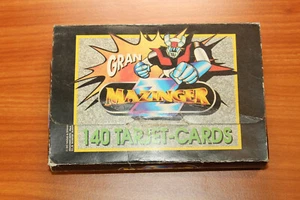 GRAN
MAZINGER
Z
140 TARJET-CARDS